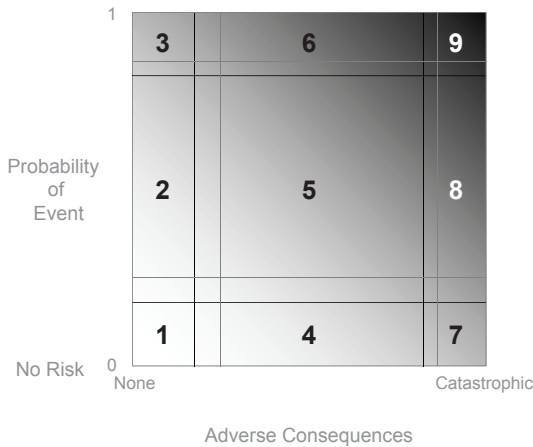 1
3 6 9
Probability
of
Event
2 5 8
1 4 7
No Risk 0
None Catastrophic
Adverse Consequences